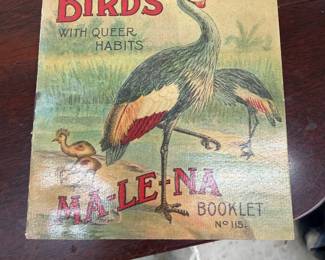 BIRDS
WITH QUEER
HABITS
MA-LE-NA
BOOKLET
No 115.